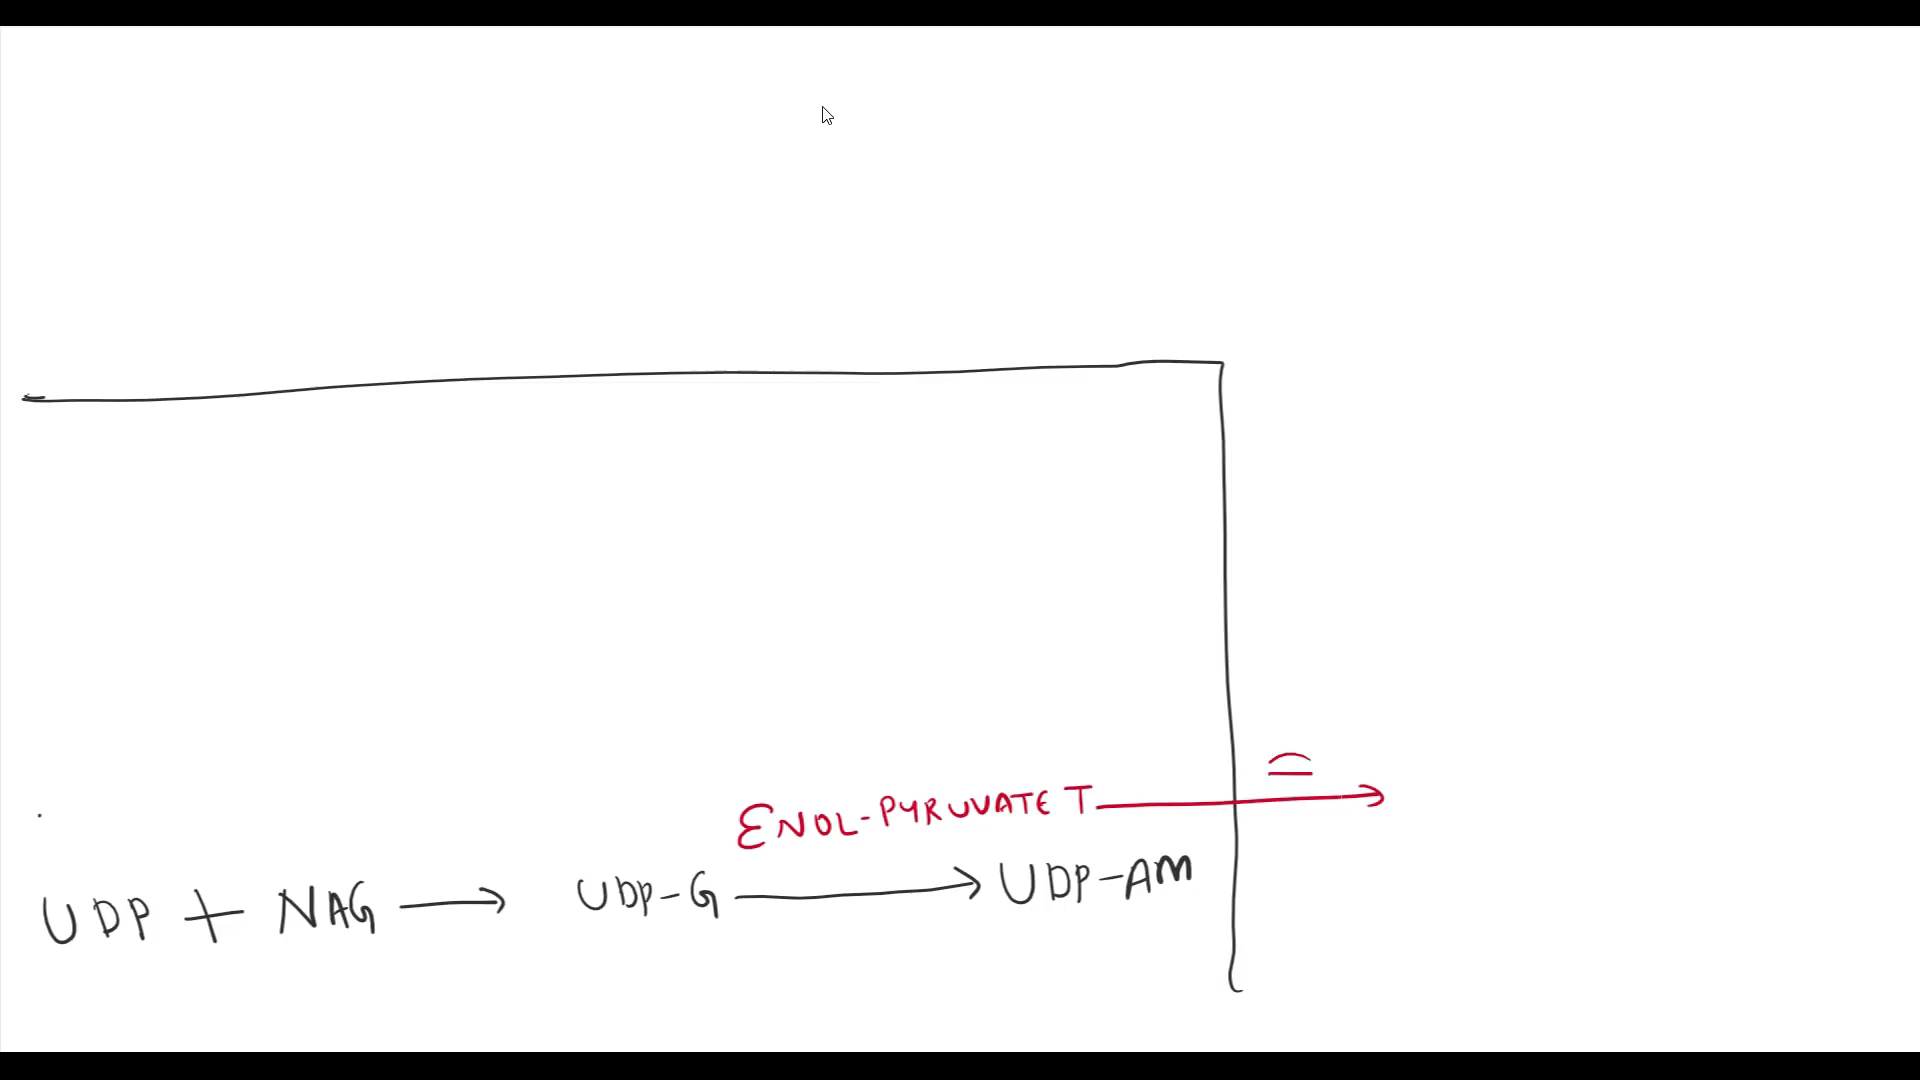 ENOL-PYRUVATE T →
UDP + NAG → UDP-G → UDP-AM